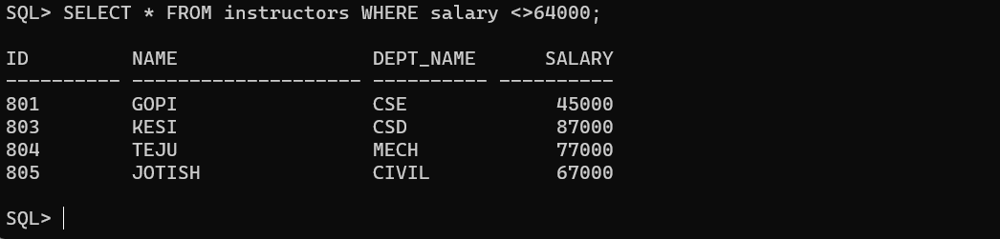 SQL> SELECT * FROM instructors WHERE salary <>64000;
ID         NAME                 DEPT_NAME      SALARY
---------- -------------------- ---------- ----------
801        GOPI                 CSE             45000
803        KESI                 CSD             87000
804        TEJU                 MECH            77000
805        JOTISH               CIVIL           67000
SQL>